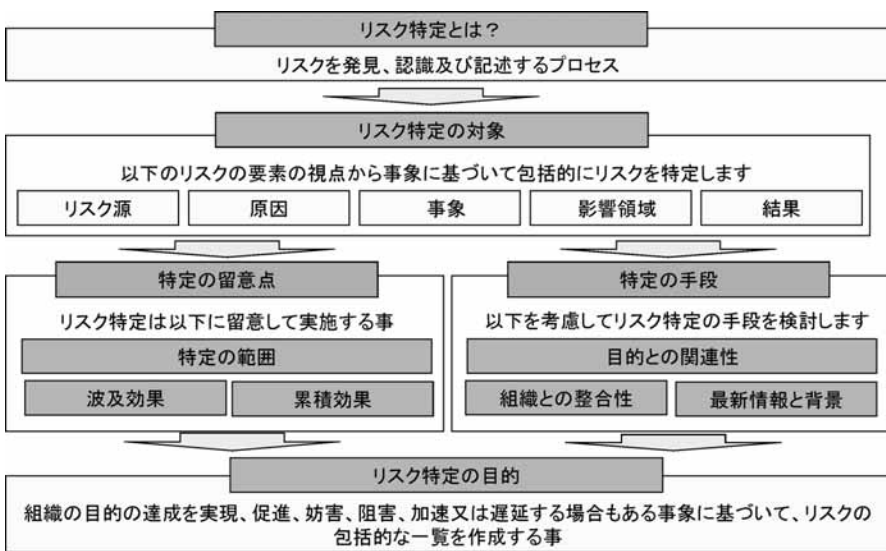 リスク特定とは?
リスクを発見、認識及び記述するプロセス
リスク特定の対象
以下のリスクの要素の視点から事象に基づいて包括的にリスクを特定します
リスク源
原因
事象
影響領域
結果
特定の留意点
リスク特定は以下に留意して実施する事
特定の範囲
波及効果
累積効果
特定の手段
以下を考慮してリスク特定の手段を検討します
目的との関連性
組織との整合性
最新情報と背景
リスク特定の目的
組織の目的の達成を実現、促進、妨害、阻害、加速又は遅延する場合もある事象に基づいて、リスクの
包括的な一覧を作成する事